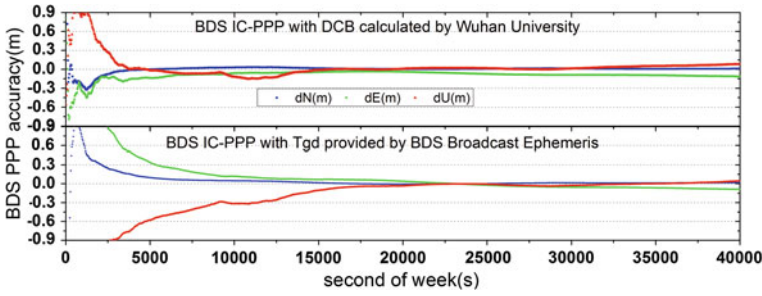 BDS PPP accuracy(m)
0.9
BDS IC-PPP with DCB calculated by Wuhan University
0.6
0.3
0.0
-0.3
dN(m) dE(m) dU(m)
-0.6
-0.9
0.9
BDS IC-PPP with Tgd provided by BDS Broadcast Ephemeris
0.6
0.3
0.0
-0.3
-0.6
-0.9
0 5000 10000 15000 20000 25000 30000 35000 40000
second of week(s)